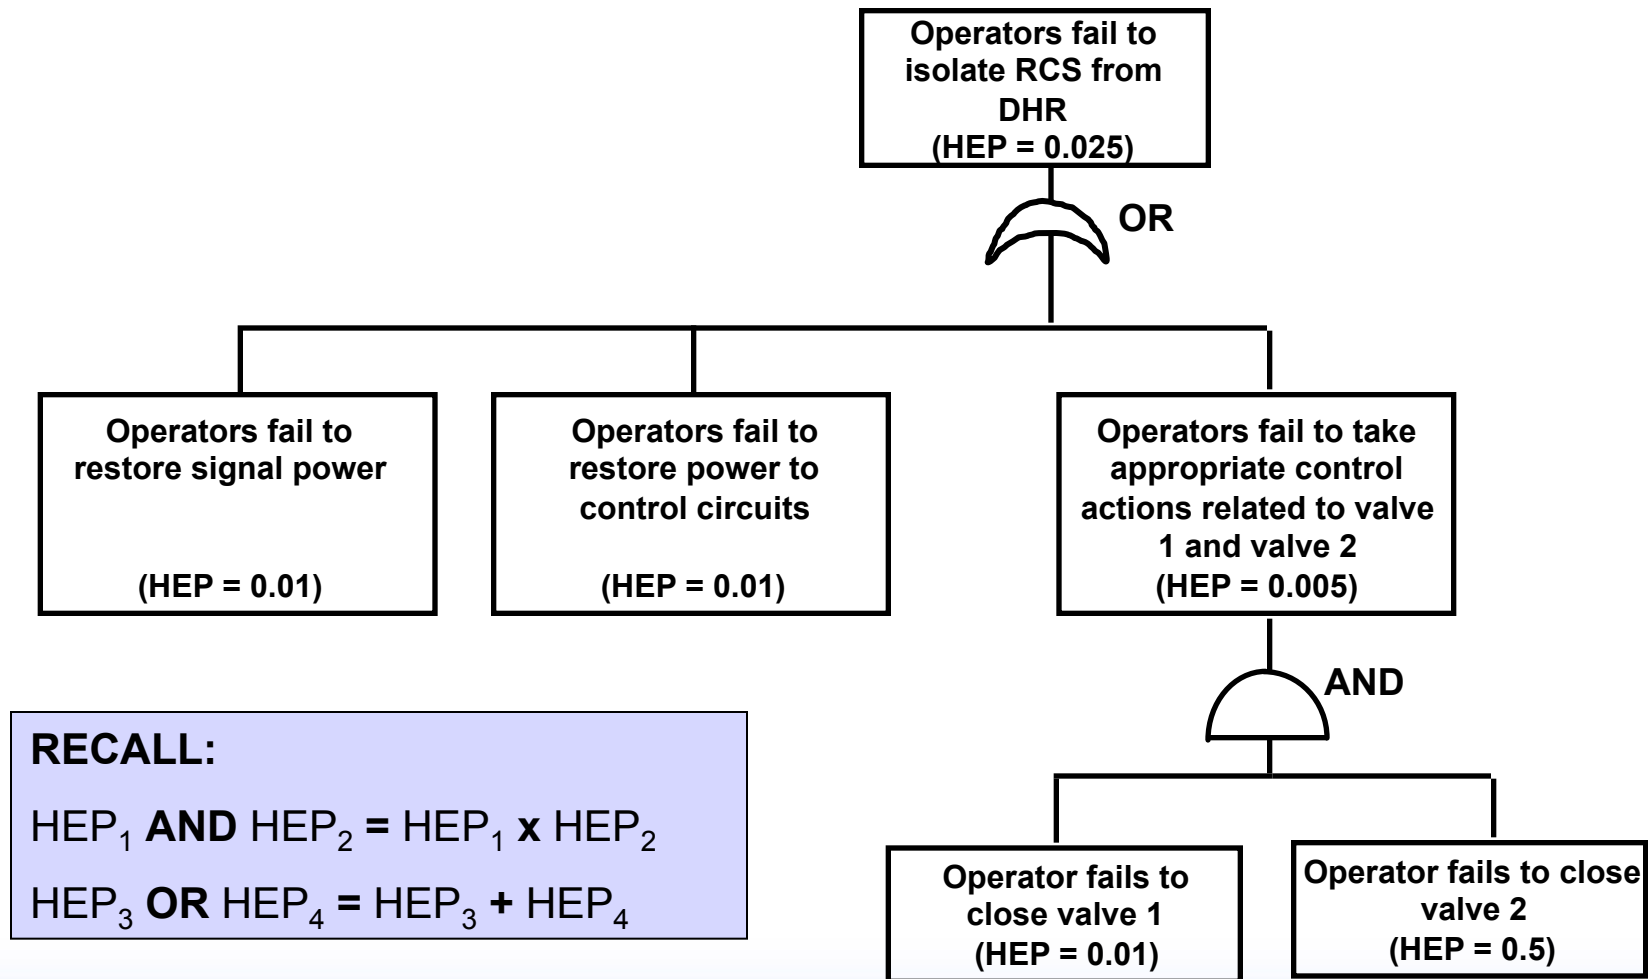 Operators fail to
isolate RCS from
DHR
(HEP = 0.025)
OR
Operators fail to
restore signal power
(HEP = 0.01)
Operators fail to
restore power to
control circuits
(HEP = 0.01)
Operators fail to take
appropriate control
actions related to valve
1 and valve 2
(HEP = 0.005)
AND
RECALL:
HEP₁ AND HEP₂ = HEP₁ x HEP₂
HEP₃ OR HEP₄ = HEP₃ + HEP₄
Operator fails to
close valve 1
(HEP = 0.01)
Operator fails to close
valve 2
(HEP = 0.5)